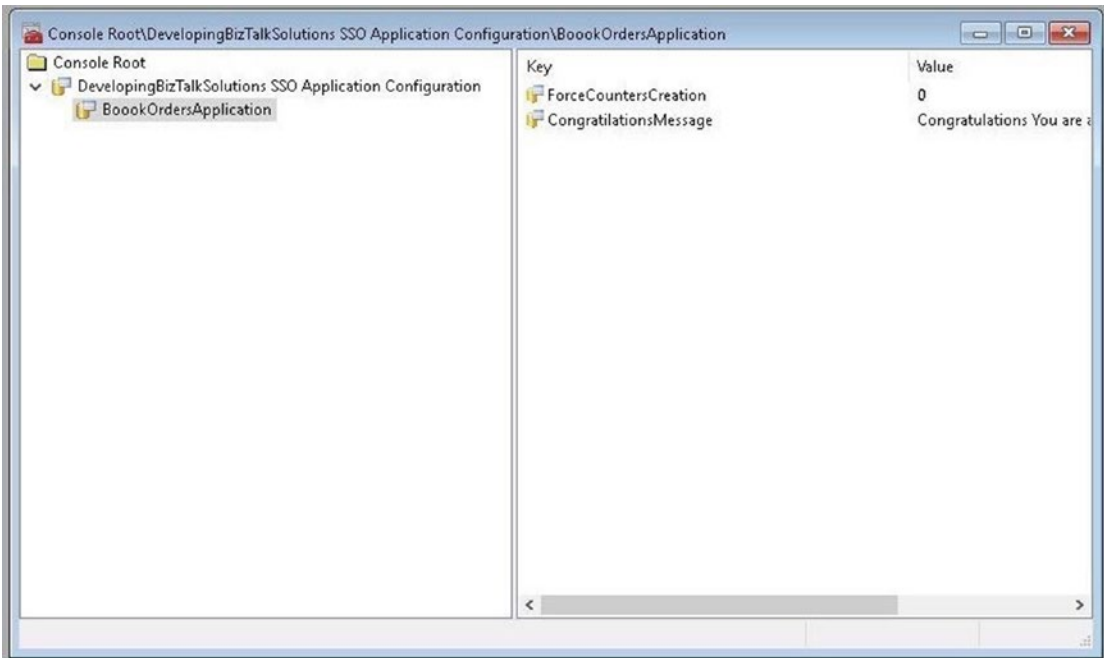 Console Root\DevelopingBizTalkSolutions SSO Application Configuration\BoookOrdersApplication
Console Root
DevelopingBizTalkSolutions SSO Application Configuration
BoookOrdersApplication
Key Value
ForceCountersCreation 0
CongratilationsMessage Congratulations You are